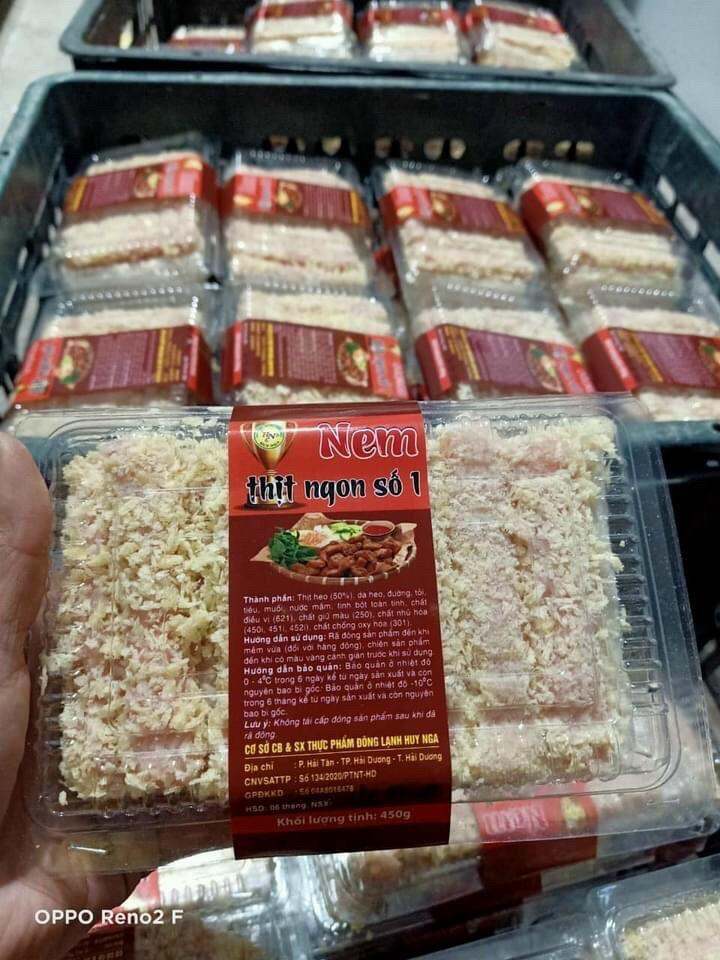 Nem
thịt ngon số 1
Thành phần: Thịt heo (50%), da heo, đường, tỏi,
tiêu, muối, nước mắm, tinh bột toàn tinh, chất
điều vị (621), chất giữ màu (250), chất nhũ hóa
(450i, 451i, 452i), chất chống oxy hóa (301).
Hướng dẫn sử dụng: Rã đông sản phẩm đến khi
mềm vừa (đối với hàng đông), chiên sản phẩm
đến khi có màu vàng cánh gián trước khi sử dụng
Hướng dẫn bảo quản: Bảo quản ở nhiệt độ
0 - 4°C trong 6 ngày kể từ ngày sản xuất và còn
nguyên bao bì gốc: Bảo quản ở nhiệt độ -10°C
trong 6 tháng kể từ ngày sản xuất và còn nguyên
bao bì gốc.
Lưu ý: Không tái cấp đông sản phẩm sau khi đã
rã đông.
CƠ SỞ CB & SX THỰC PHẨM ĐÔNG LẠNH HUY NGA
Địa chỉ : P. Hải Tân - TP. Hải Dương - T. Hải Dương
CNVSATTP : Số 124/2020/PTNT-HD
GPĐKKD : Số
HSD: 06 tháng. NSX:
Khối lượng tịnh: 450g
OPPO Reno2 F